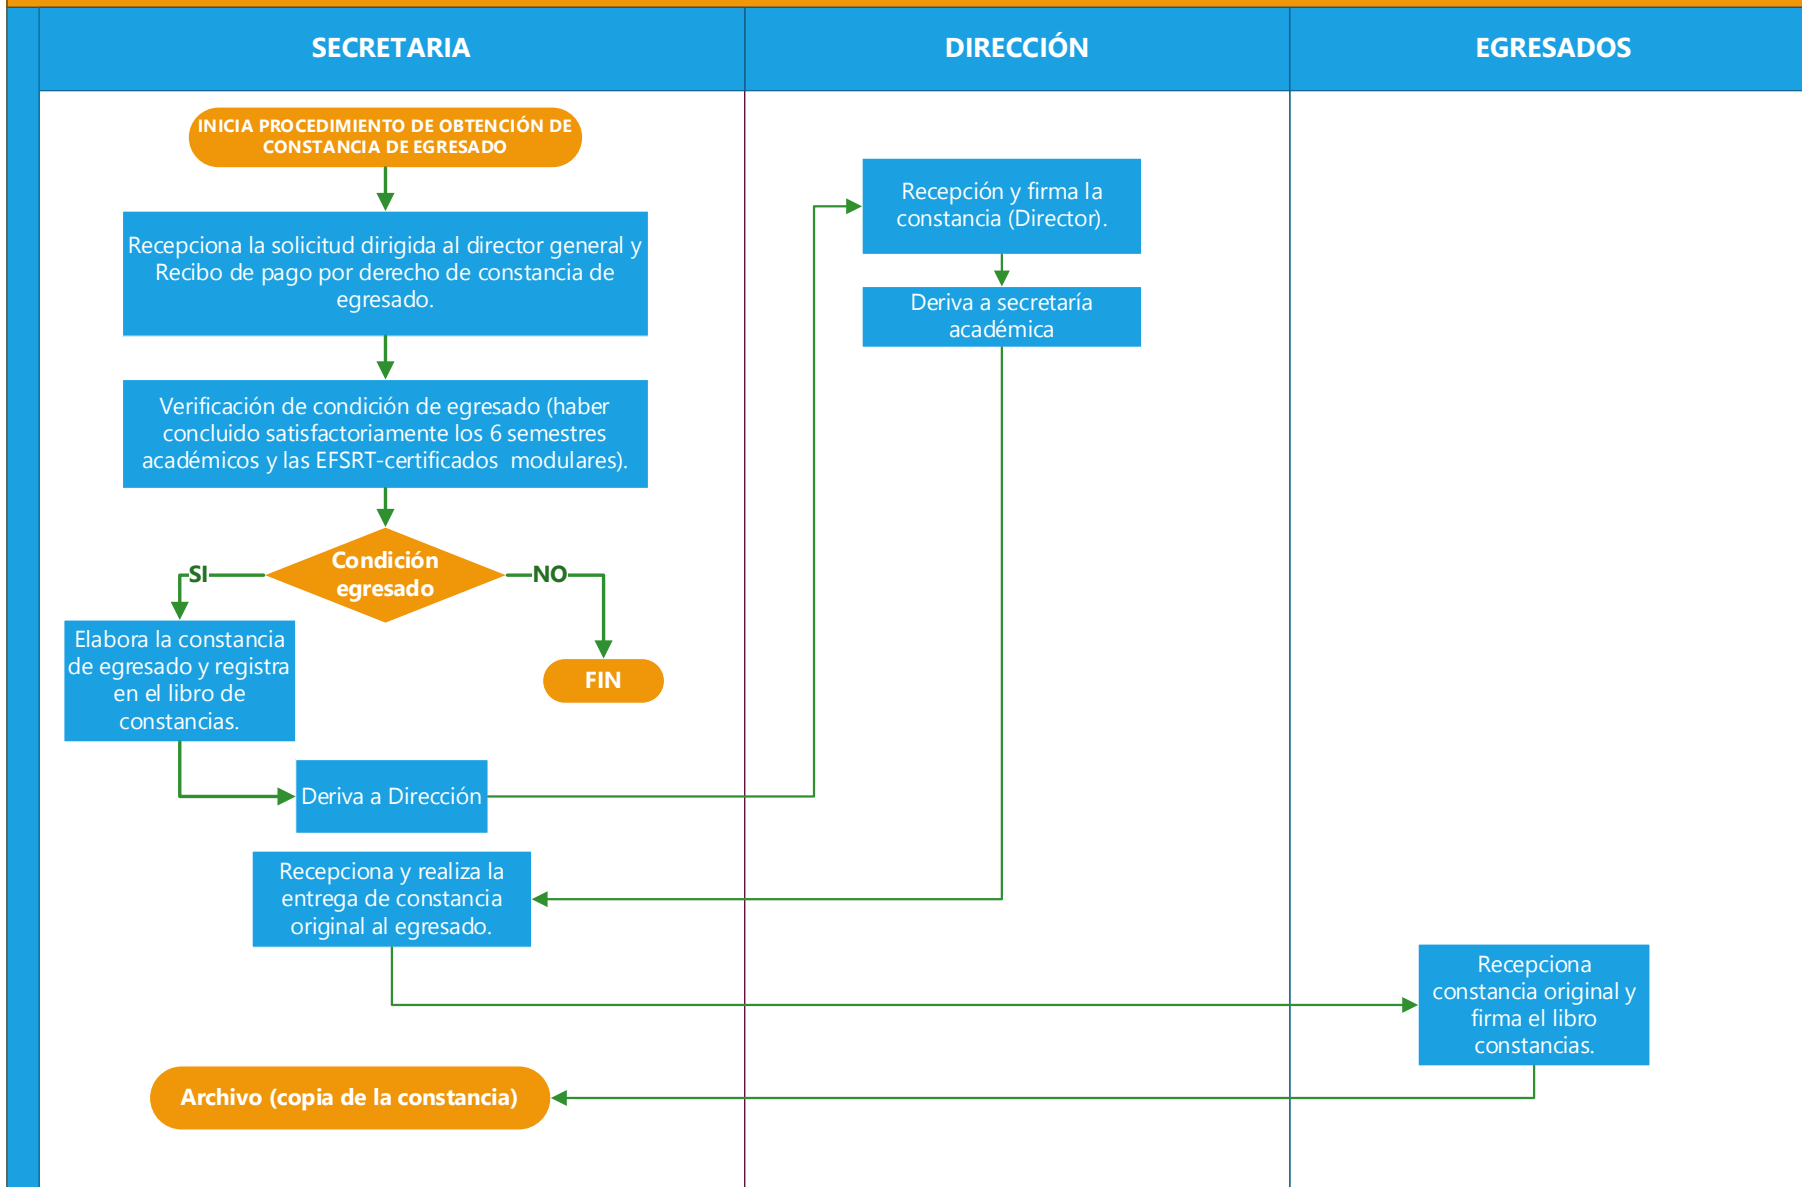 SECRETARIA
DIRECCIÓN
EGRESADOS
INICIA PROCEDIMIENTO DE OBTENCIÓN DE
CONSTANCIA DE EGRESADO
Recepciona la solicitud dirigida al director general y
Recibo de pago por derecho de constancia de
egresado.
Verificación de condición de egresado (haber
concluido satisfactoriamente los 6 semestres
académicos y las EFSRT-certificados modulares).
Condición
egresado
SI
NO
Elabora la constancia
de egresado y registra
en el libro de
constancias.
FIN
Deriva a Dirección
Recepción y firma la
constancia (Director).
Deriva a secretaría
académica
Recepciona y realiza la
entrega de constancia
original al egresado.
Recepciona
constancia original y
firma el libro
constancias.
Archivo (copia de la constancia)